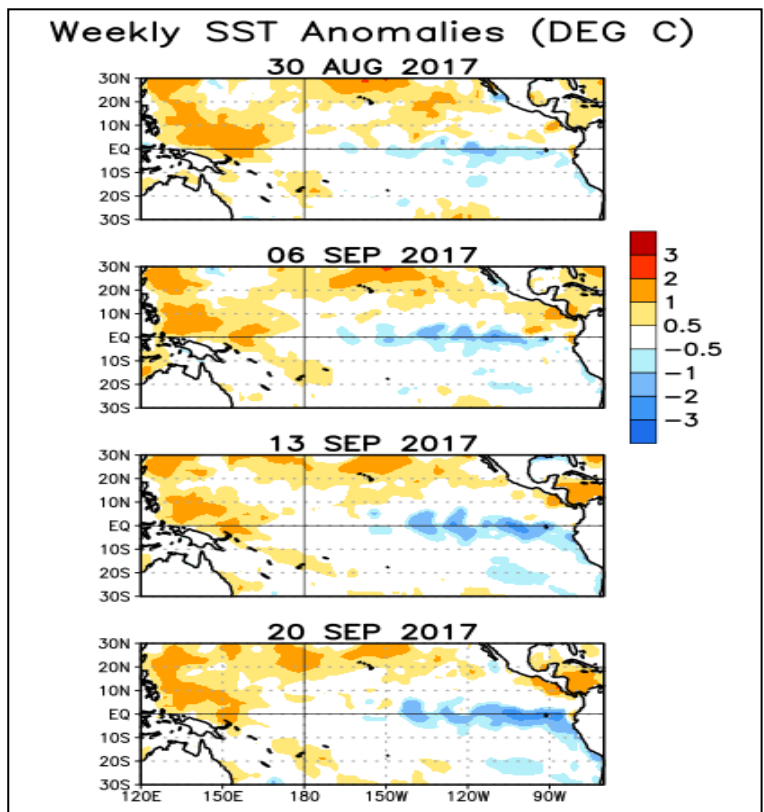 Weekly SST Anomalies (DEG C)
30 AUG 2017
30N
20N
10N
EQ
10S
20S
30S
06 SEP 2017
30N
20N
10N
EQ
10S
20S
30S
3
2
1
0.5
-0.5
-1
-2
-3
13 SEP 2017
30N
20N
10N
EQ
10S
20S
30S
20 SEP 2017
30N
20N
10N
EQ
10S
20S
30S
120E 150E 180 150W 120W 90W